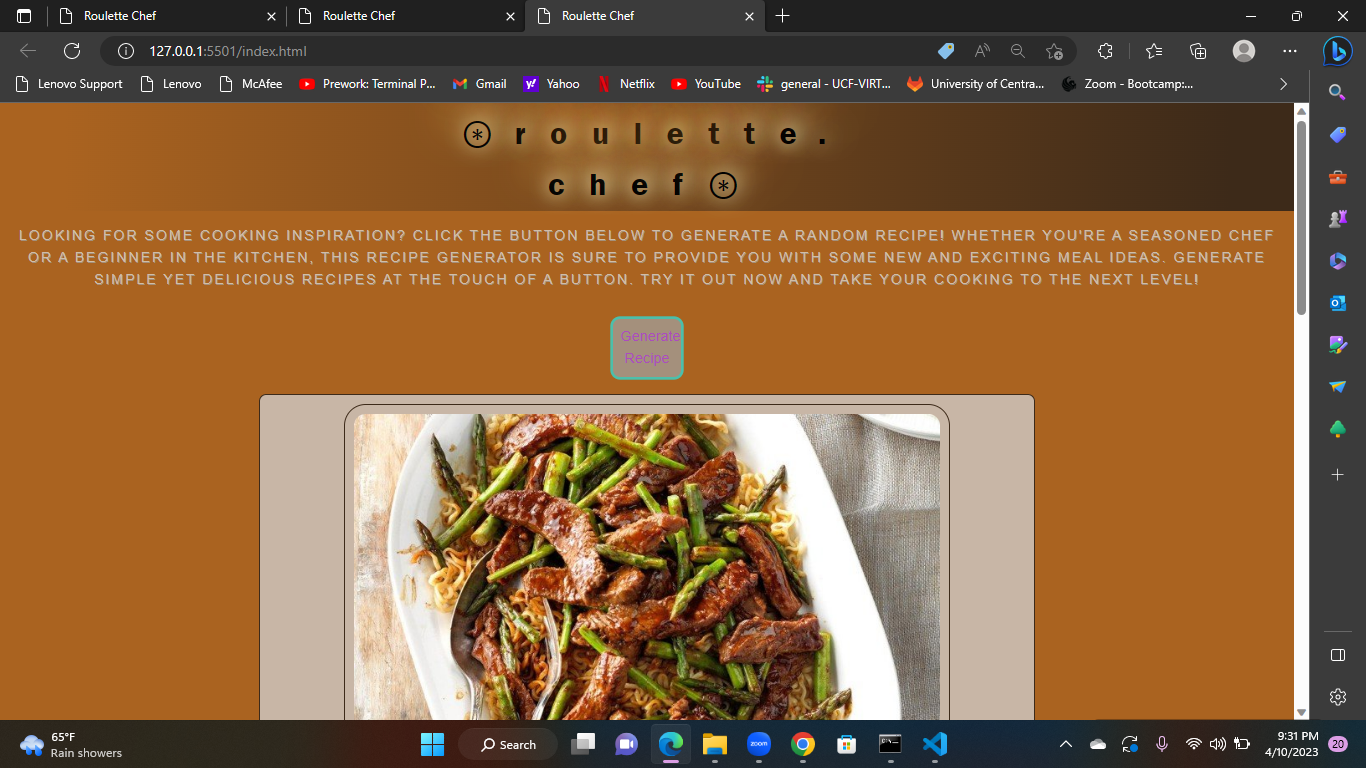 Roulette Chef
Roulette Chef
Roulette Chef
127.0.0.1:5501/index.html
Lenovo Support
Lenovo
McAfee
Prework: Terminal P...
Gmail
Yahoo
Netflix
YouTube
general - UCF-VIRT...
University of Centra...
Zoom - Bootcamp:...
roulette.
chef
LOOKING FOR SOME COOKING INSPIRATION? CLICK THE BUTTON BELOW TO GENERATE A RANDOM RECIPE! WHETHER YOU'RE A SEASONED CHEF
OR A BEGINNER IN THE KITCHEN, THIS RECIPE GENERATOR IS SURE TO PROVIDE YOU WITH SOME NEW AND EXCITING MEAL IDEAS. GENERATE
SIMPLE YET DELICIOUS RECIPES AT THE TOUCH OF A BUTTON. TRY IT OUT NOW AND TAKE YOUR COOKING TO THE NEXT LEVEL!
Generate
Recipe
65°F
Rain showers
Search
zoom
9:31 PM
4/10/2023
20